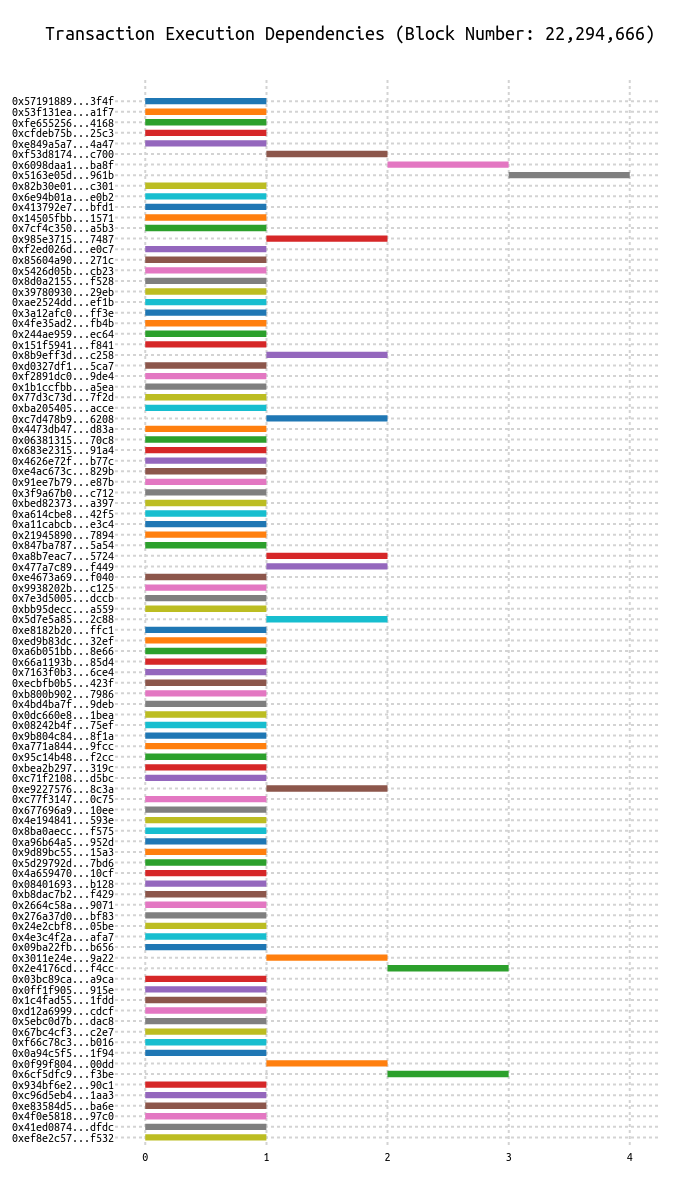 Transaction Execution Dependencies (Block Number: 22,294,666)
0x57191889...3f4f
0x53f131ea...a1f7
0xfe655256...4168
0xcfdeb75b...25c3
0xe849a5a7...4a47
0xf53d8174...c700
0x6098daa1...ba8f
0x5163e05d...961b
0x82b30e01...c301
0x6e94b01a...e0b2
0x413792e7...bfd1
0x14505fbb...1571
0x7cf4c350...a5b3
0x985e3715...7487
0xf2ed026d...e0c7
0x85604a90...271c
0x5426d05b...cb23
0x8d0a2155...f528
0x39780930...29eb
0xae2524dd...ef1b
0x3a12afc0...ff3e
0x4fe35ad2...fb4b
0x244ae959...ec64
0x151f5941...f841
0x8b9eff3d...c258
0xd0327df1...5ca7
0xf2891dc0...9de4
0x1b1ccfbb...a5ea
0x77d3c73d...7f2d
0xba205405...acce
0xc7d478b9...6208
0x4473db47...d83a
0x06381315...70c8
0x683e2315...91a4
0x4626e72f...b77c
0xe4ac673c...829b
0x91ee7b79...e87b
0x3f9a67b0...c712
0xbed82373...a397
0xa614cbe8...42f5
0xa11cabcb...e3c4
0x21945890...7894
0x847ba787...5a54
0xa8b7eac7...5724
0x477a7c89...f449
0xe4673a69...f040
0x9938202b...c125
0x7e3d5005...dccb
0xbb95decc...a559
0x5d7e5a85...2c88
0xe8182b20...ffc1
0xed9b83dc...32ef
0xa6b051bb...8e66
0x66a1193b...85d4
0x7163f0b3...6ce4
0xecbfb0b5...423f
0xb800b902...7986
0x4bd4ba7f...9deb
0x0dc660e8...1bea
0x08242b4f...75ef
0x9b804c84...8f1a
0xa771a844...9fcc
0x95c14b48...f2cc
0xbea2b297...319c
0xc71f2108...d5bc
0xe9227576...8c3a
0xc77f3147...0c75
0x677696a9...10ee
0x4e194841...593e
0x8ba0aecc...f575
0xa96b64a5...952d
0x9d89bc55...15a3
0x5d29792d...7bd6
0x4a659470...10cf
0x08401693...b128
0xb8dac7b2...f429
0x2664c58a...9071
0x276a37d0...bf83
0x24e2cbf8...05be
0x4e3c4f2a...afa7
0x09ba22fb...b656
0x3011e24e...9a22
0x2e4176cd...f4cc
0x03bc89ca...a9ca
0x0ff1f905...915e
0x1c4fad55...1fdd
0xd12a6999...cdcf
0x5ebc0d7b...dac8
0x67bc4cf3...c2e7
0xf66c78c3...b016
0x0a94c5f5...1f94
0x0f99f804...00dd
0x6cf5dfc9...f3be
0x934bf6e2...90c1
0xc96d5eb4...1aa3
0xe83584d5...ba6e
0x4f0e5818...97c0
0x41ed0874...dfdc
0xef8e2c57...f532
0 1 2 3 4